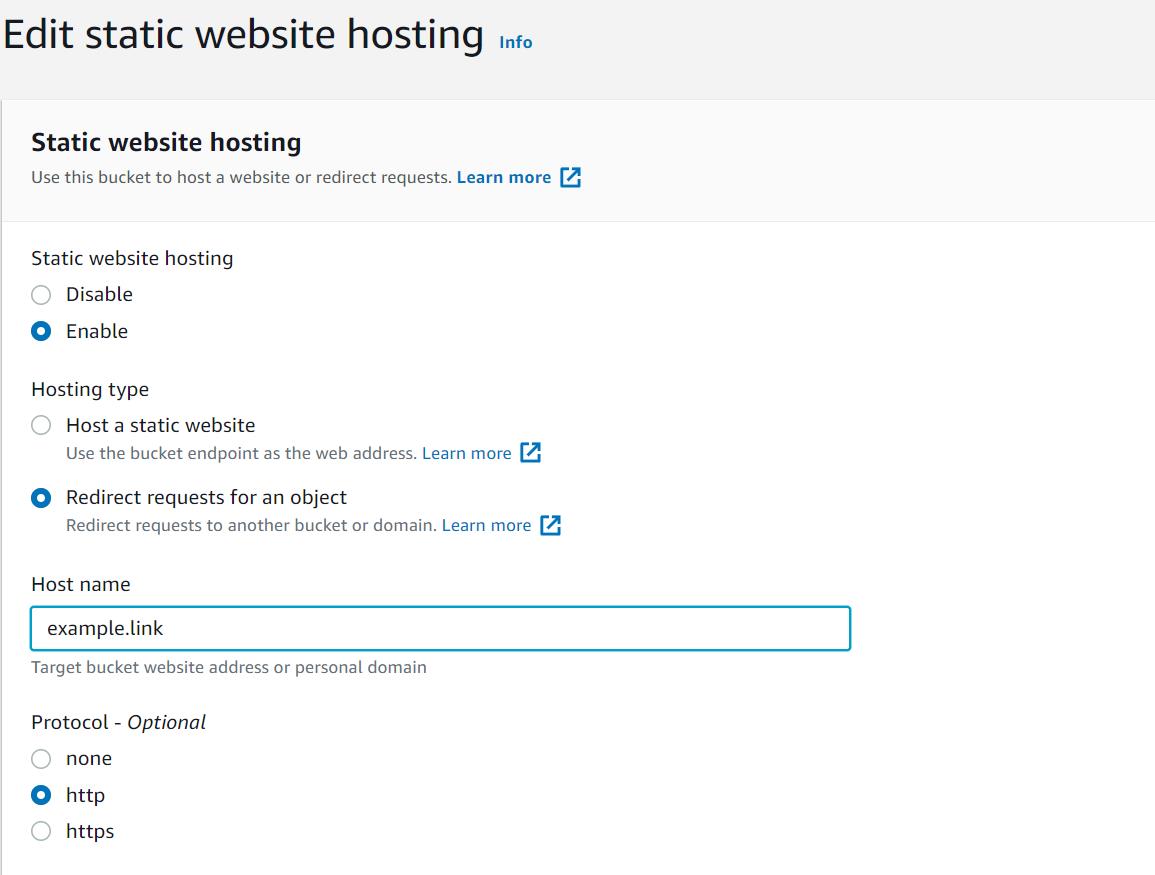 Edit static website hosting Info
Static website hosting
Use this bucket to host a website or redirect requests. Learn more
Static website hosting
Disable
Enable
Hosting type
Host a static website
Use the bucket endpoint as the web address. Learn more
Redirect requests for an object
Redirect requests to another bucket or domain. Learn more
Host name
example.link
Target bucket website address or personal domain
Protocol - Optional
none
http
https